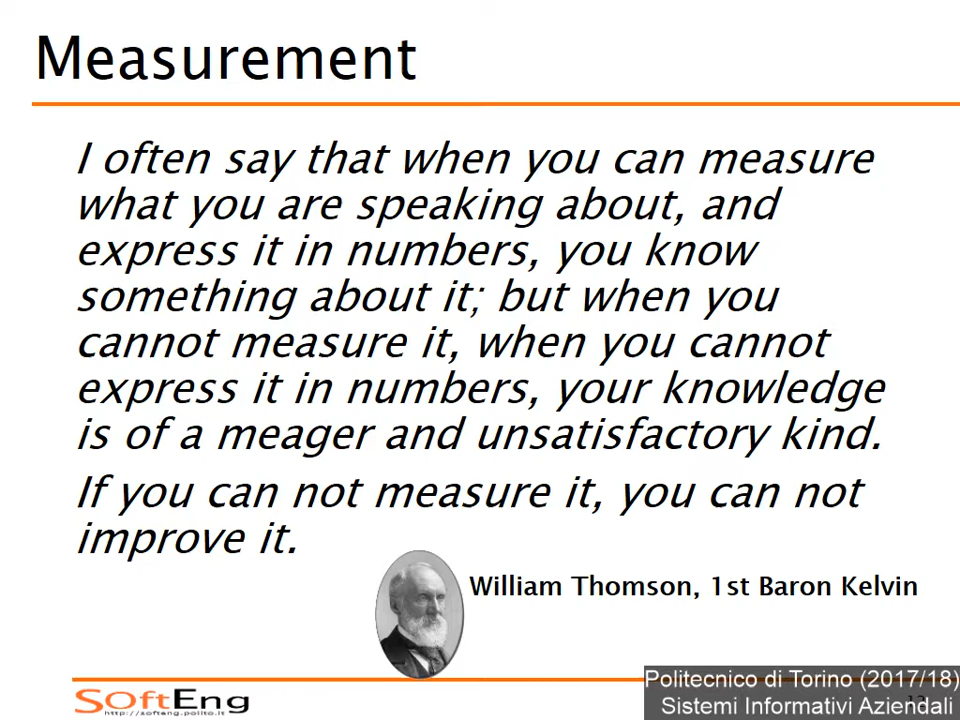 Measurement
I often say that when you can measure
what you are speaking about, and
express it in numbers, you know
something about it; but when you
cannot measure it, when you cannot
express it in numbers, your knowledge
is of a meager and unsatisfactory kind.
If you can not measure it, you can not
improve it.
William Thomson, 1st Baron Kelvin
SoftEng
http://softeng.polito.it
Politecnico di Torino (2017/18)
Sistemi Informativi Aziendali